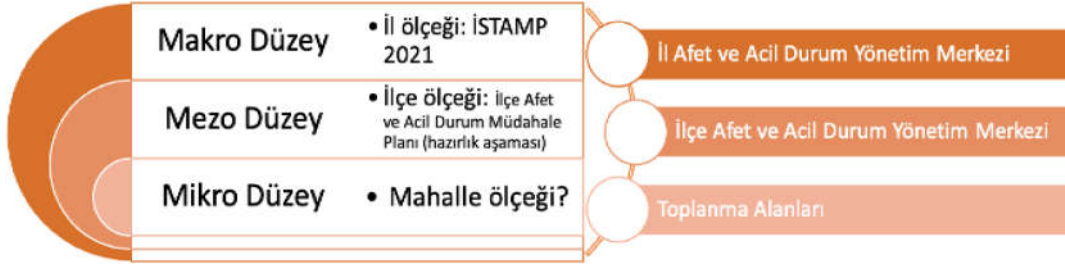 Makro Düzey
• İl ölçeği: İSTAMP
2021
İl Afet ve Acil Durum Yönetim Merkezi
Mezo Düzey
• İlçe ölçeği: İlçe Afet
ve Acil Durum Müdahale
Planı (hazırlık aşaması)
İlçe Afet ve Acil Durum Yönetim Merkezi
Mikro Düzey
• Mahalle ölçeği?
Toplanma Alanları